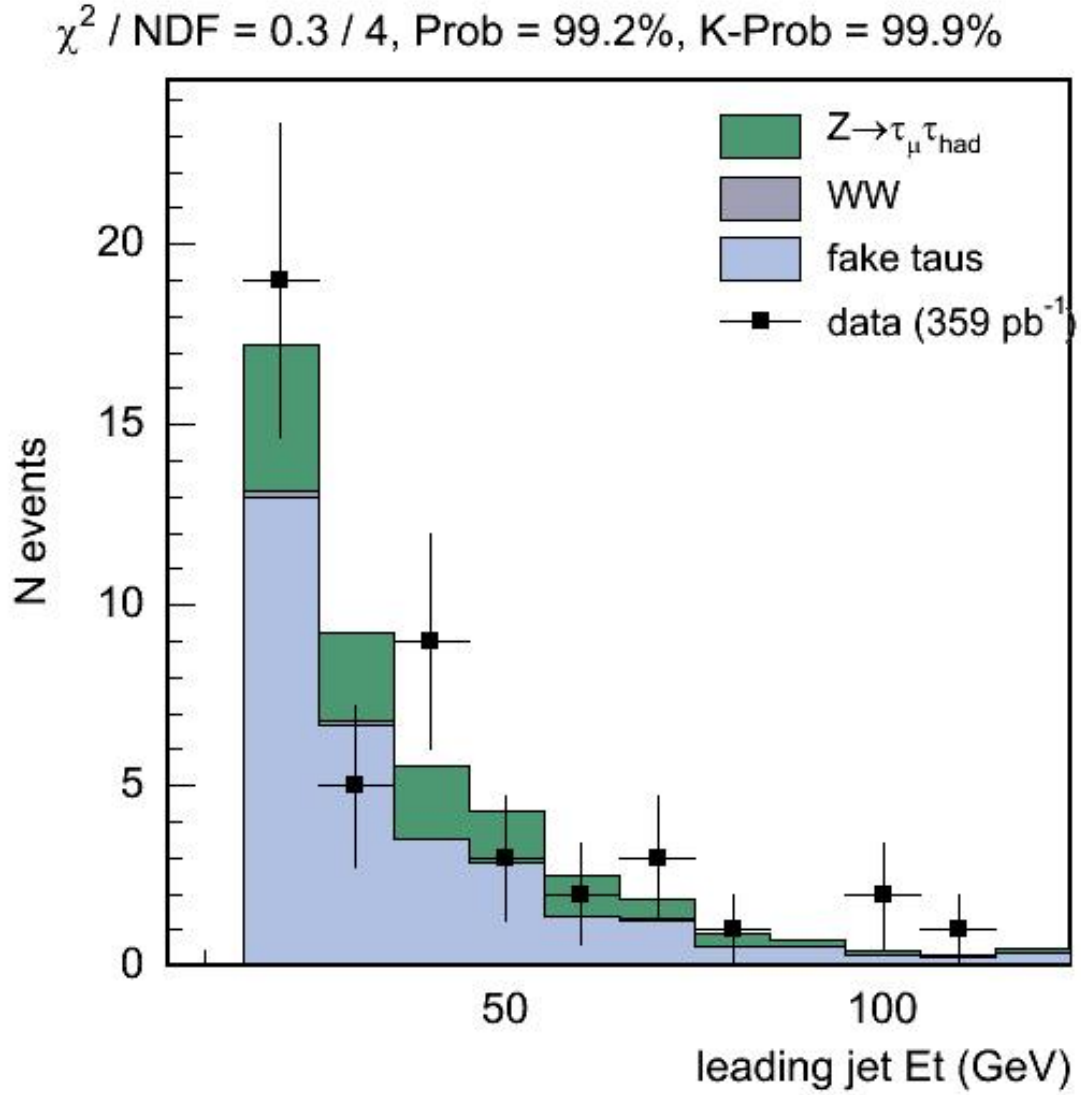 χ² / NDF = 0.3 / 4, Prob = 99.2%, K-Prob = 99.9%
Z→τμτhad
WW
fake taus
data (359 pb⁻¹)
N events
20
15
10
5
0
50 100
leading jet Et (GeV)